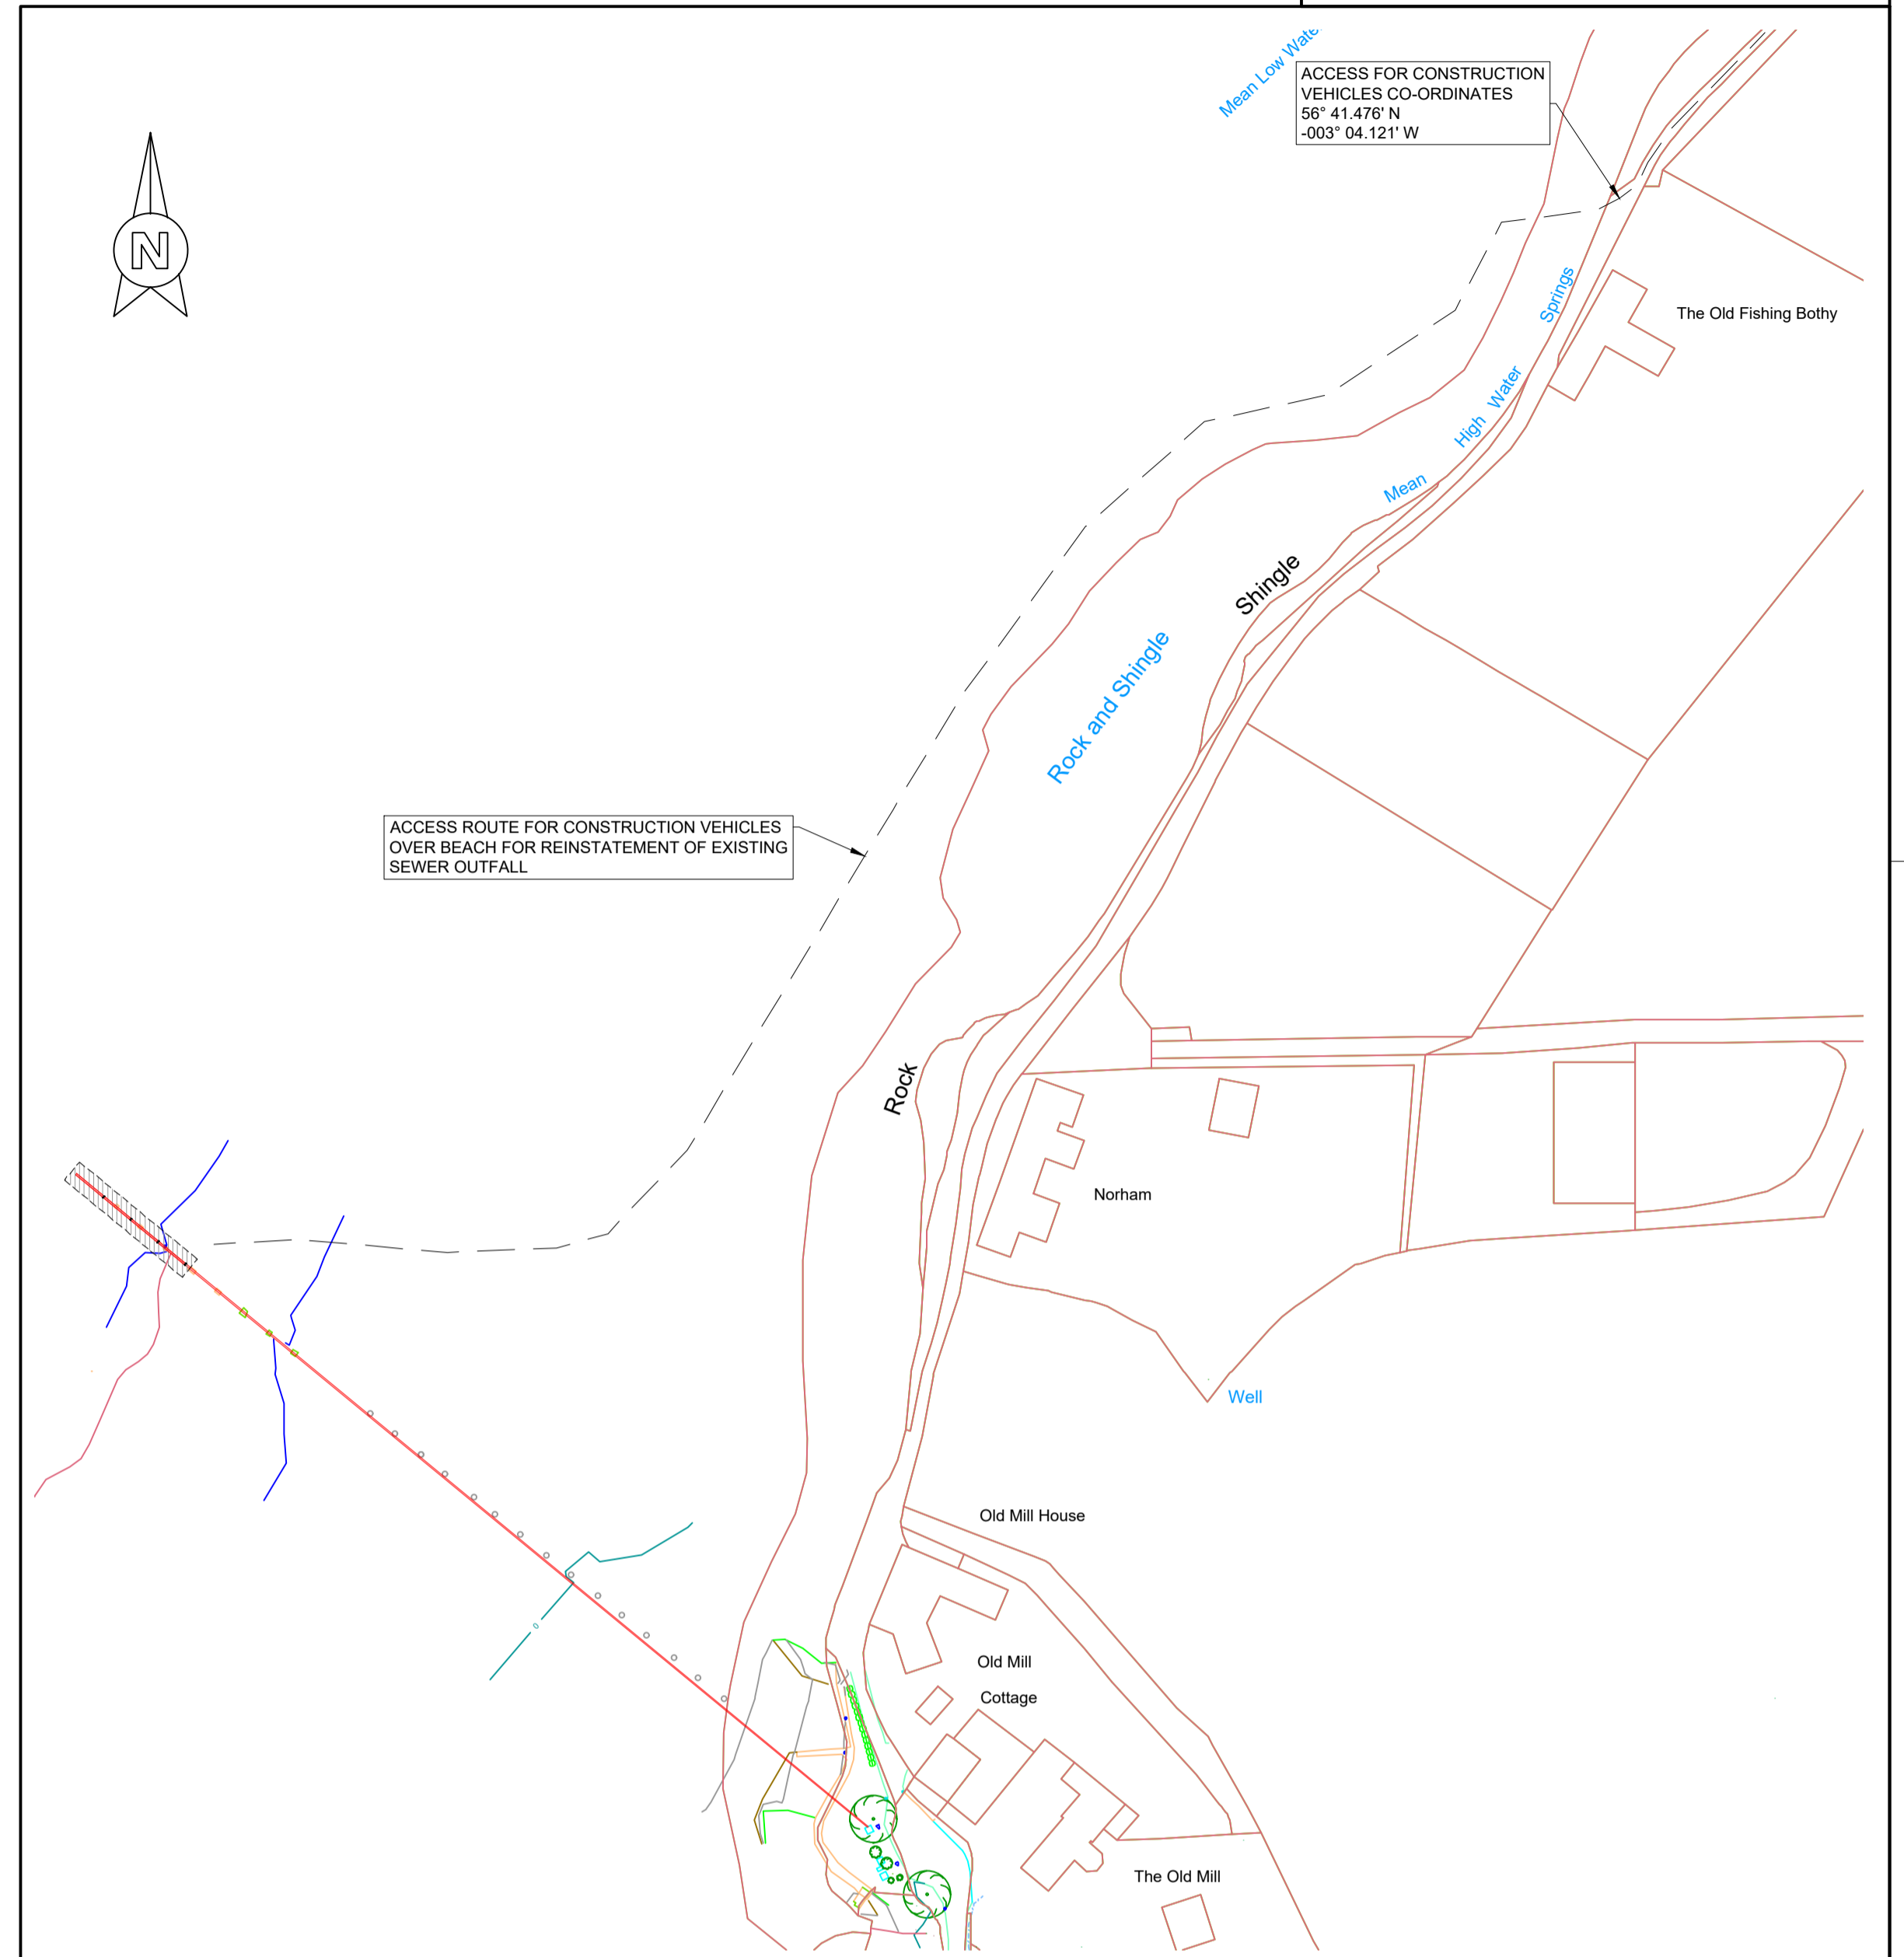 Mean Low Wate
ACCESS FOR CONSTRUCTION
VEHICLES CO-ORDINATES
56° 41.476' N
-003° 04.121' W
N
The Old Fishing Bothy
Springs
High Water
Mean
Shingle
Rock and Shingle
ACCESS ROUTE FOR CONSTRUCTION VEHICLES
OVER BEACH FOR REINSTATEMENT OF EXISTING
SEWER OUTFALL
Rock
Norham
Well
Old Mill House
0
Old Mill
Cottage
The Old Mill